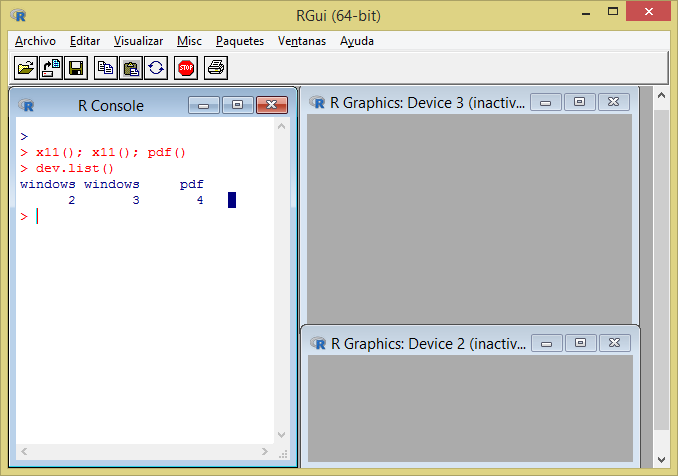 RGui (64-bit)
Archivo Editar Visualizar Misc Paquetes Ventanas Ayuda
STOP
R Console
>
> x11(); x11(); pdf()
> dev.list()
windows windows     pdf
      2       3       4
>
R Graphics: Device 3 (inactiv...
R Graphics: Device 2 (inactiv...